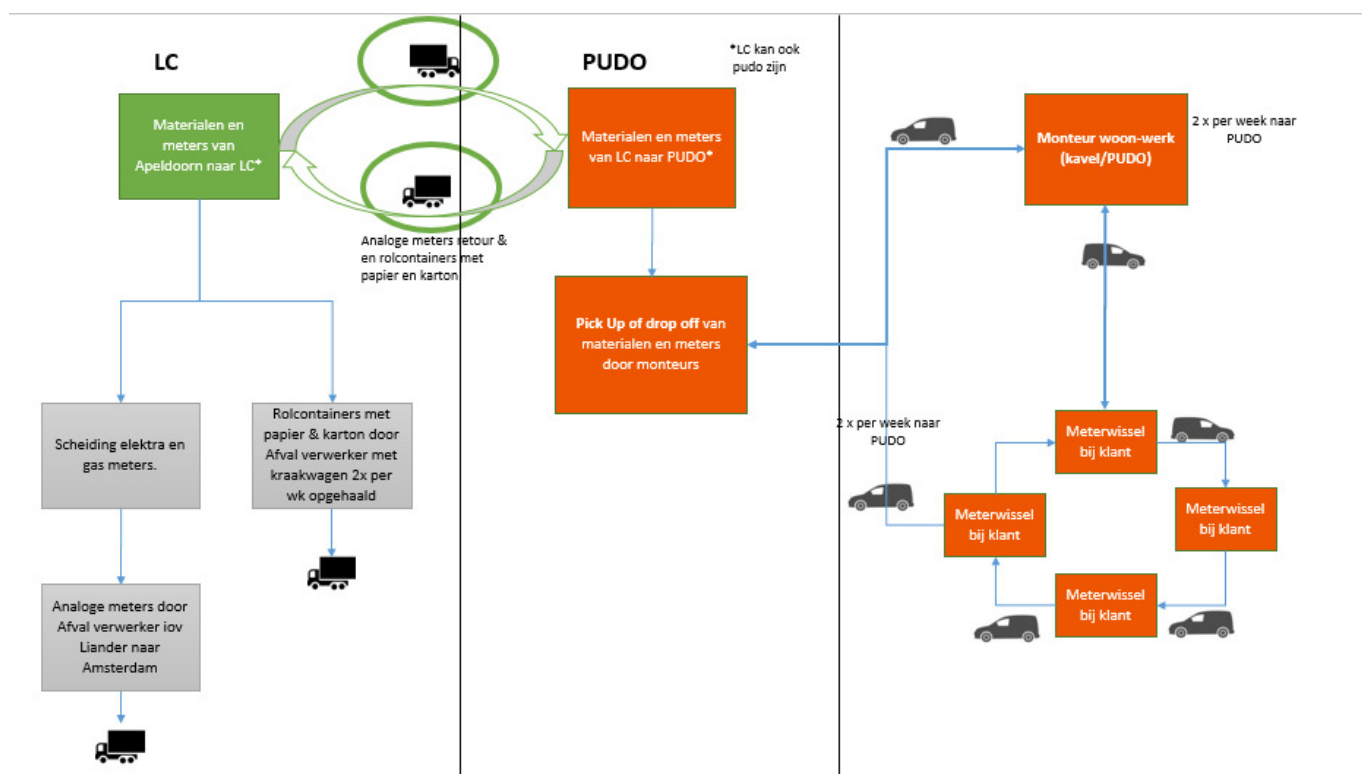 LC
PUDO
*LC kan ook
pudo zijn
Materialen en
meters van
Apeldoorn naar LC*
Materialen en meters
van LC naar PUDO*
Monteur woon-werk
(kavel/PUDO)
2 x per week naar
PUDO
Analoge meters retour &
en rolcontainers met
papier en karton
Pick Up of drop off van
materialen en meters
door monteurs
Scheiding elektra en
gas meters.
Rolcontainers met
papier & karton door
Afval verwerker met
kraakwagen 2x per
wk opgehaald
2 x per week naar
PUDO
Meterwissel
bij klant
Meterwissel
bij klant
Meterwissel
bij klant
Meterwissel
bij klant
Analoge meters door
Afval verwerker iov
Liander naar
Amsterdam